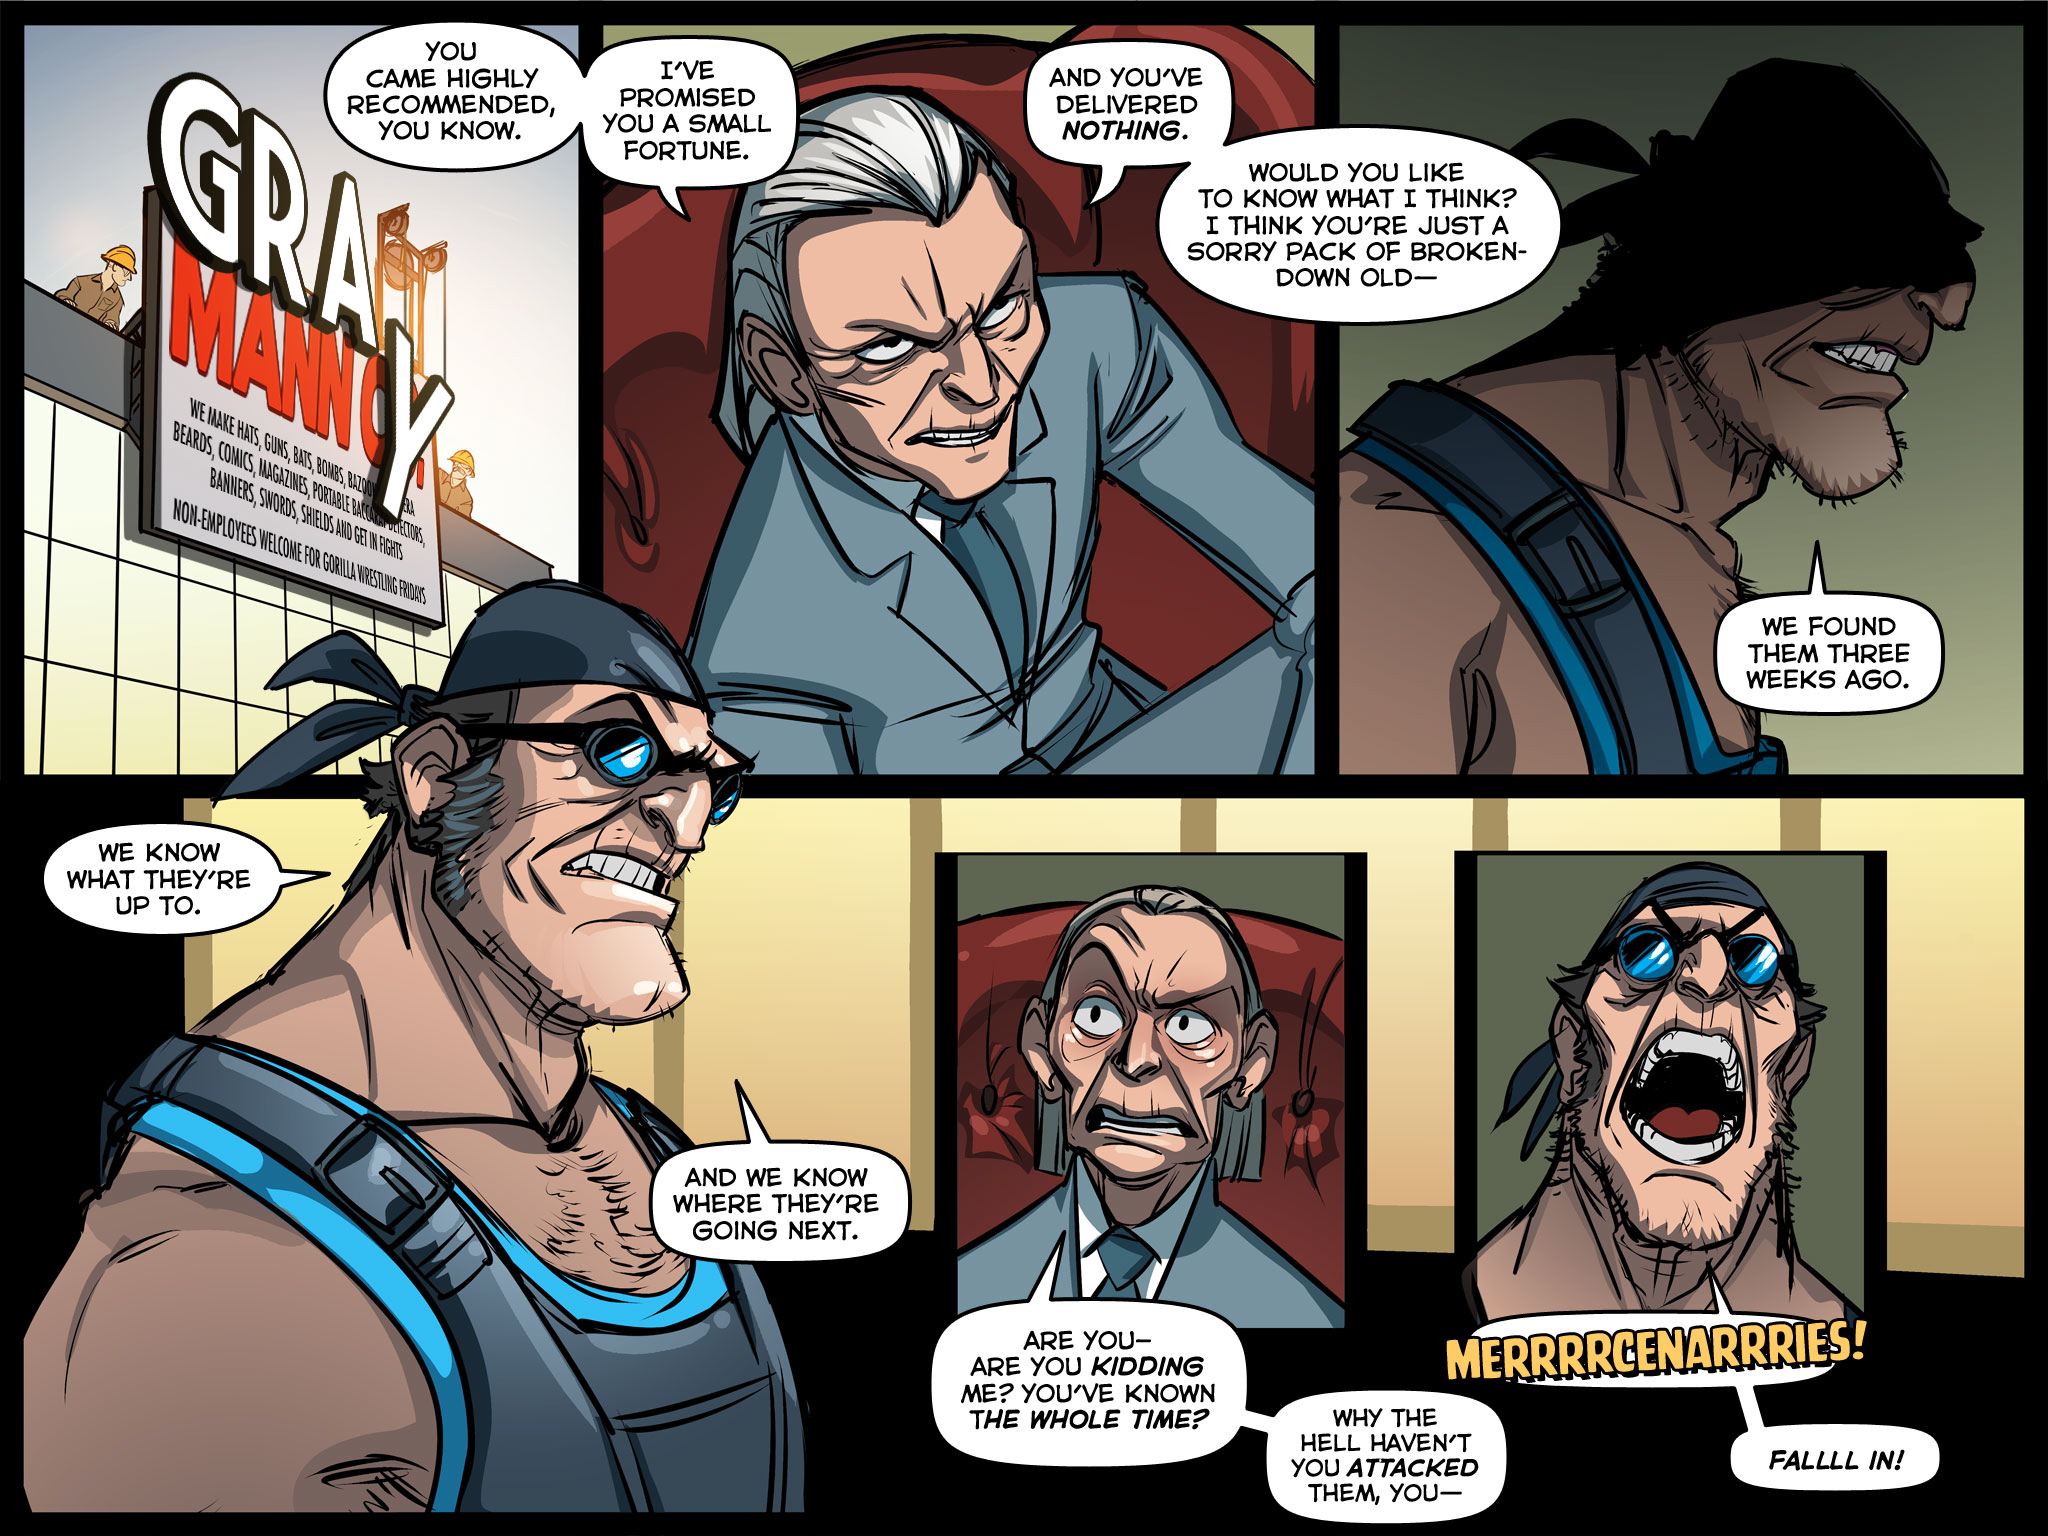 YOU
CAME HIGHLY
RECOMMENDED,
YOU KNOW.
GRAY
MANN CO
WE MAKE HATS, GUNS, BATS, BOMBS,
BEARDS, COMICS, MAGAZINES, PORTABLE
BANNERS, SWORDS, SHIELDS AND GET IN FIGHTS
NON-EMPLOYEES WELCOME FOR GORILLA WRESTLING FRIDAYS
I'VE
PROMISED
YOU A SMALL
FORTUNE.
AND YOU'VE
DELIVERED
NOTHING.
WOULD YOU LIKE
TO KNOW WHAT I THINK?
I THINK YOU'RE JUST A
SORRY PACK OF BROKEN-
DOWN OLD—
WE FOUND
THEM THREE
WEEKS AGO.
WE KNOW
WHAT THEY'RE
UP TO.
AND WE KNOW
WHERE THEY'RE
GOING NEXT.
ARE YOU—
ARE YOU KIDDING
ME? YOU'VE KNOWN
THE WHOLE TIME?
WHY THE
HELL HAVEN'T
YOU ATTACKED
THEM, YOU—
MERRRRCENARRRRIES!
FALLLL IN!